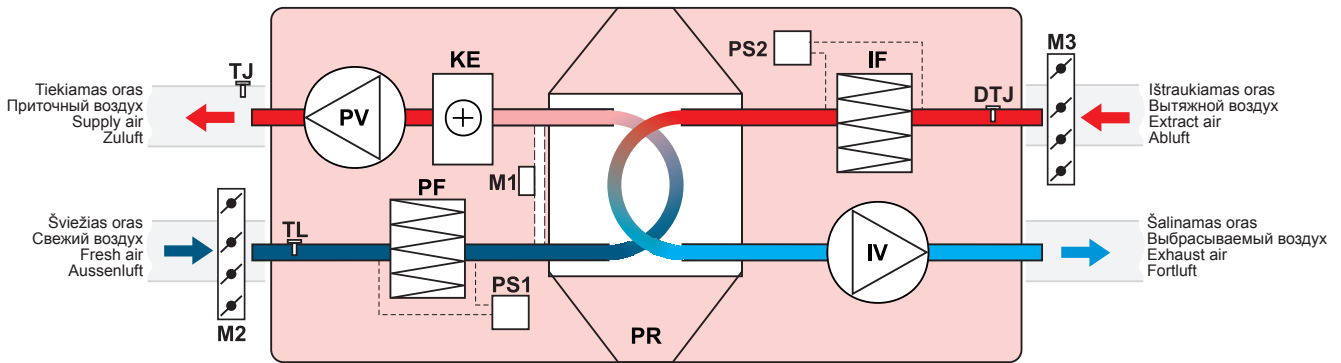 TJ
Tiekiamas oras
Приточный воздух
Supply air
Zuluft
PV
KE
M1
PS2
IF
DTJ
M3
Ištraukiamas oras
Вытяжной воздух
Extract air
Abluft
Šviežias oras
Свежий воздух
Fresh air
Aussenluft
M2
TL
PF
PS1
PR
IV
Šalinamas oras
Выбрасываемый воздух
Exhaust air
Fortluft